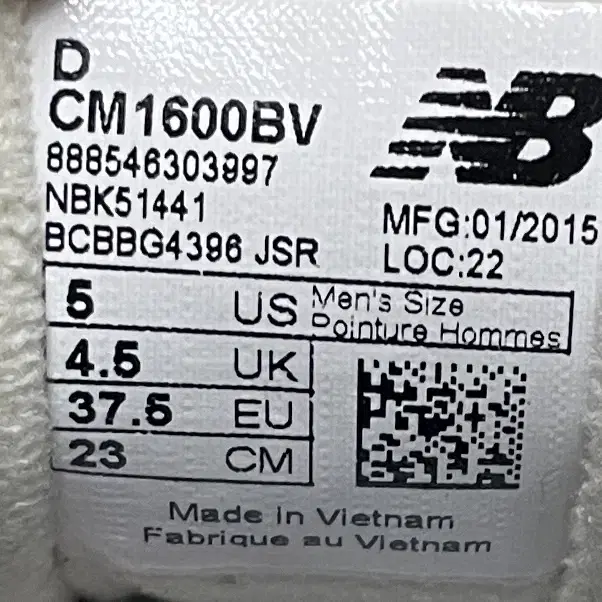 D
CM1600BV
888546303997
NBK51441
BCBBG4396 JSR
NB
MFG:01/2015
LOC:22
5 US Men's Size
Pointure Hommes
4.5 UK
37.5 EU
23 CM
Made in Vietnam
Fabrique au Vietnam